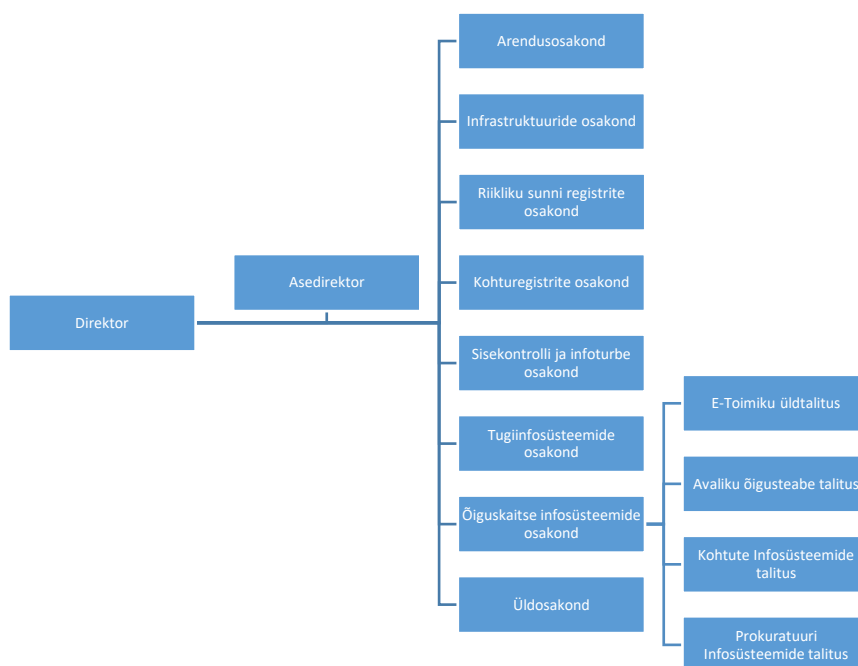 Direktor
Asedirektor
Arendusosakond
Infrastruktuuride osakond
Riikliku sunni registrite
osakond
Kohturegistrite osakond
Sisekontrolli ja infoturbe
osakond
Tugiinfosüsteemide
osakond
Õiguskaitse infosüsteemide
osakond
Üldosakond
E-Toimiku üldtalitus
Avaliku õigusteabe talitus
Kohtute Infosüsteemide
talitus
Prokuratuuri
Infosüsteemide talitus